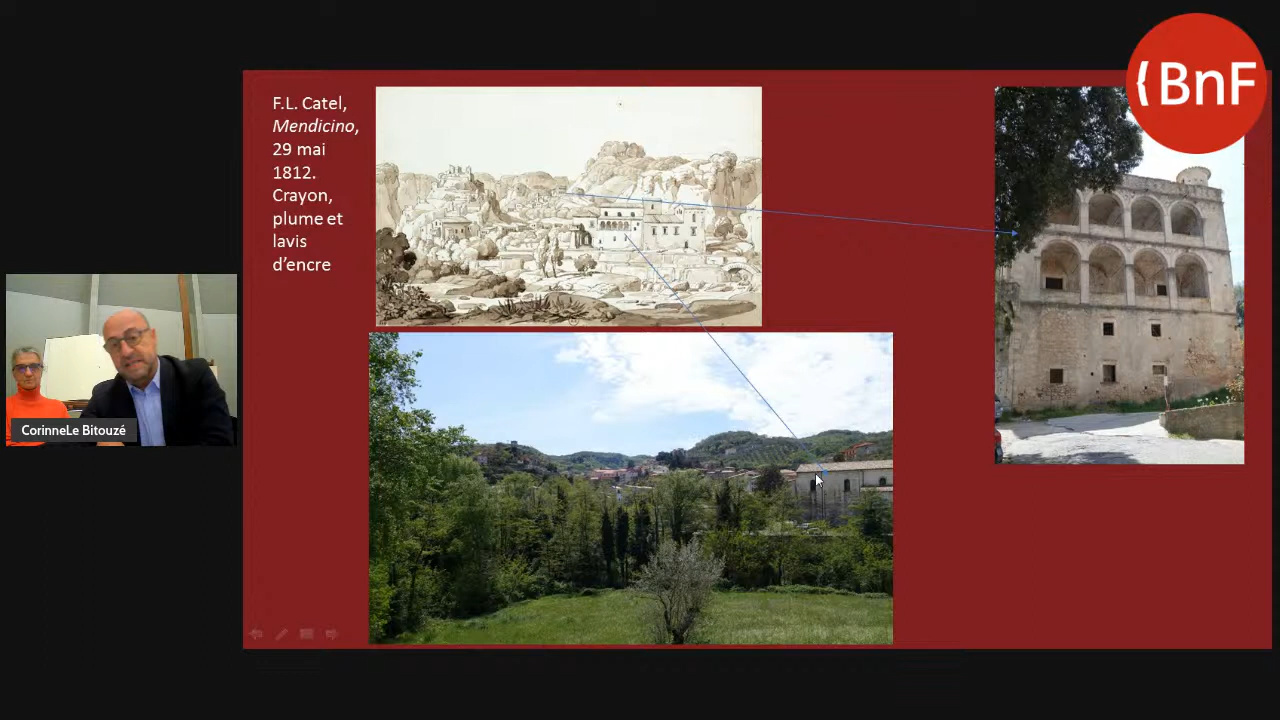 F.L. Catel,
Mendicino,
29 mai
1812.
Crayon,
plume et
lavis
d'encre
{BnF
CorinneLe Bitouzé